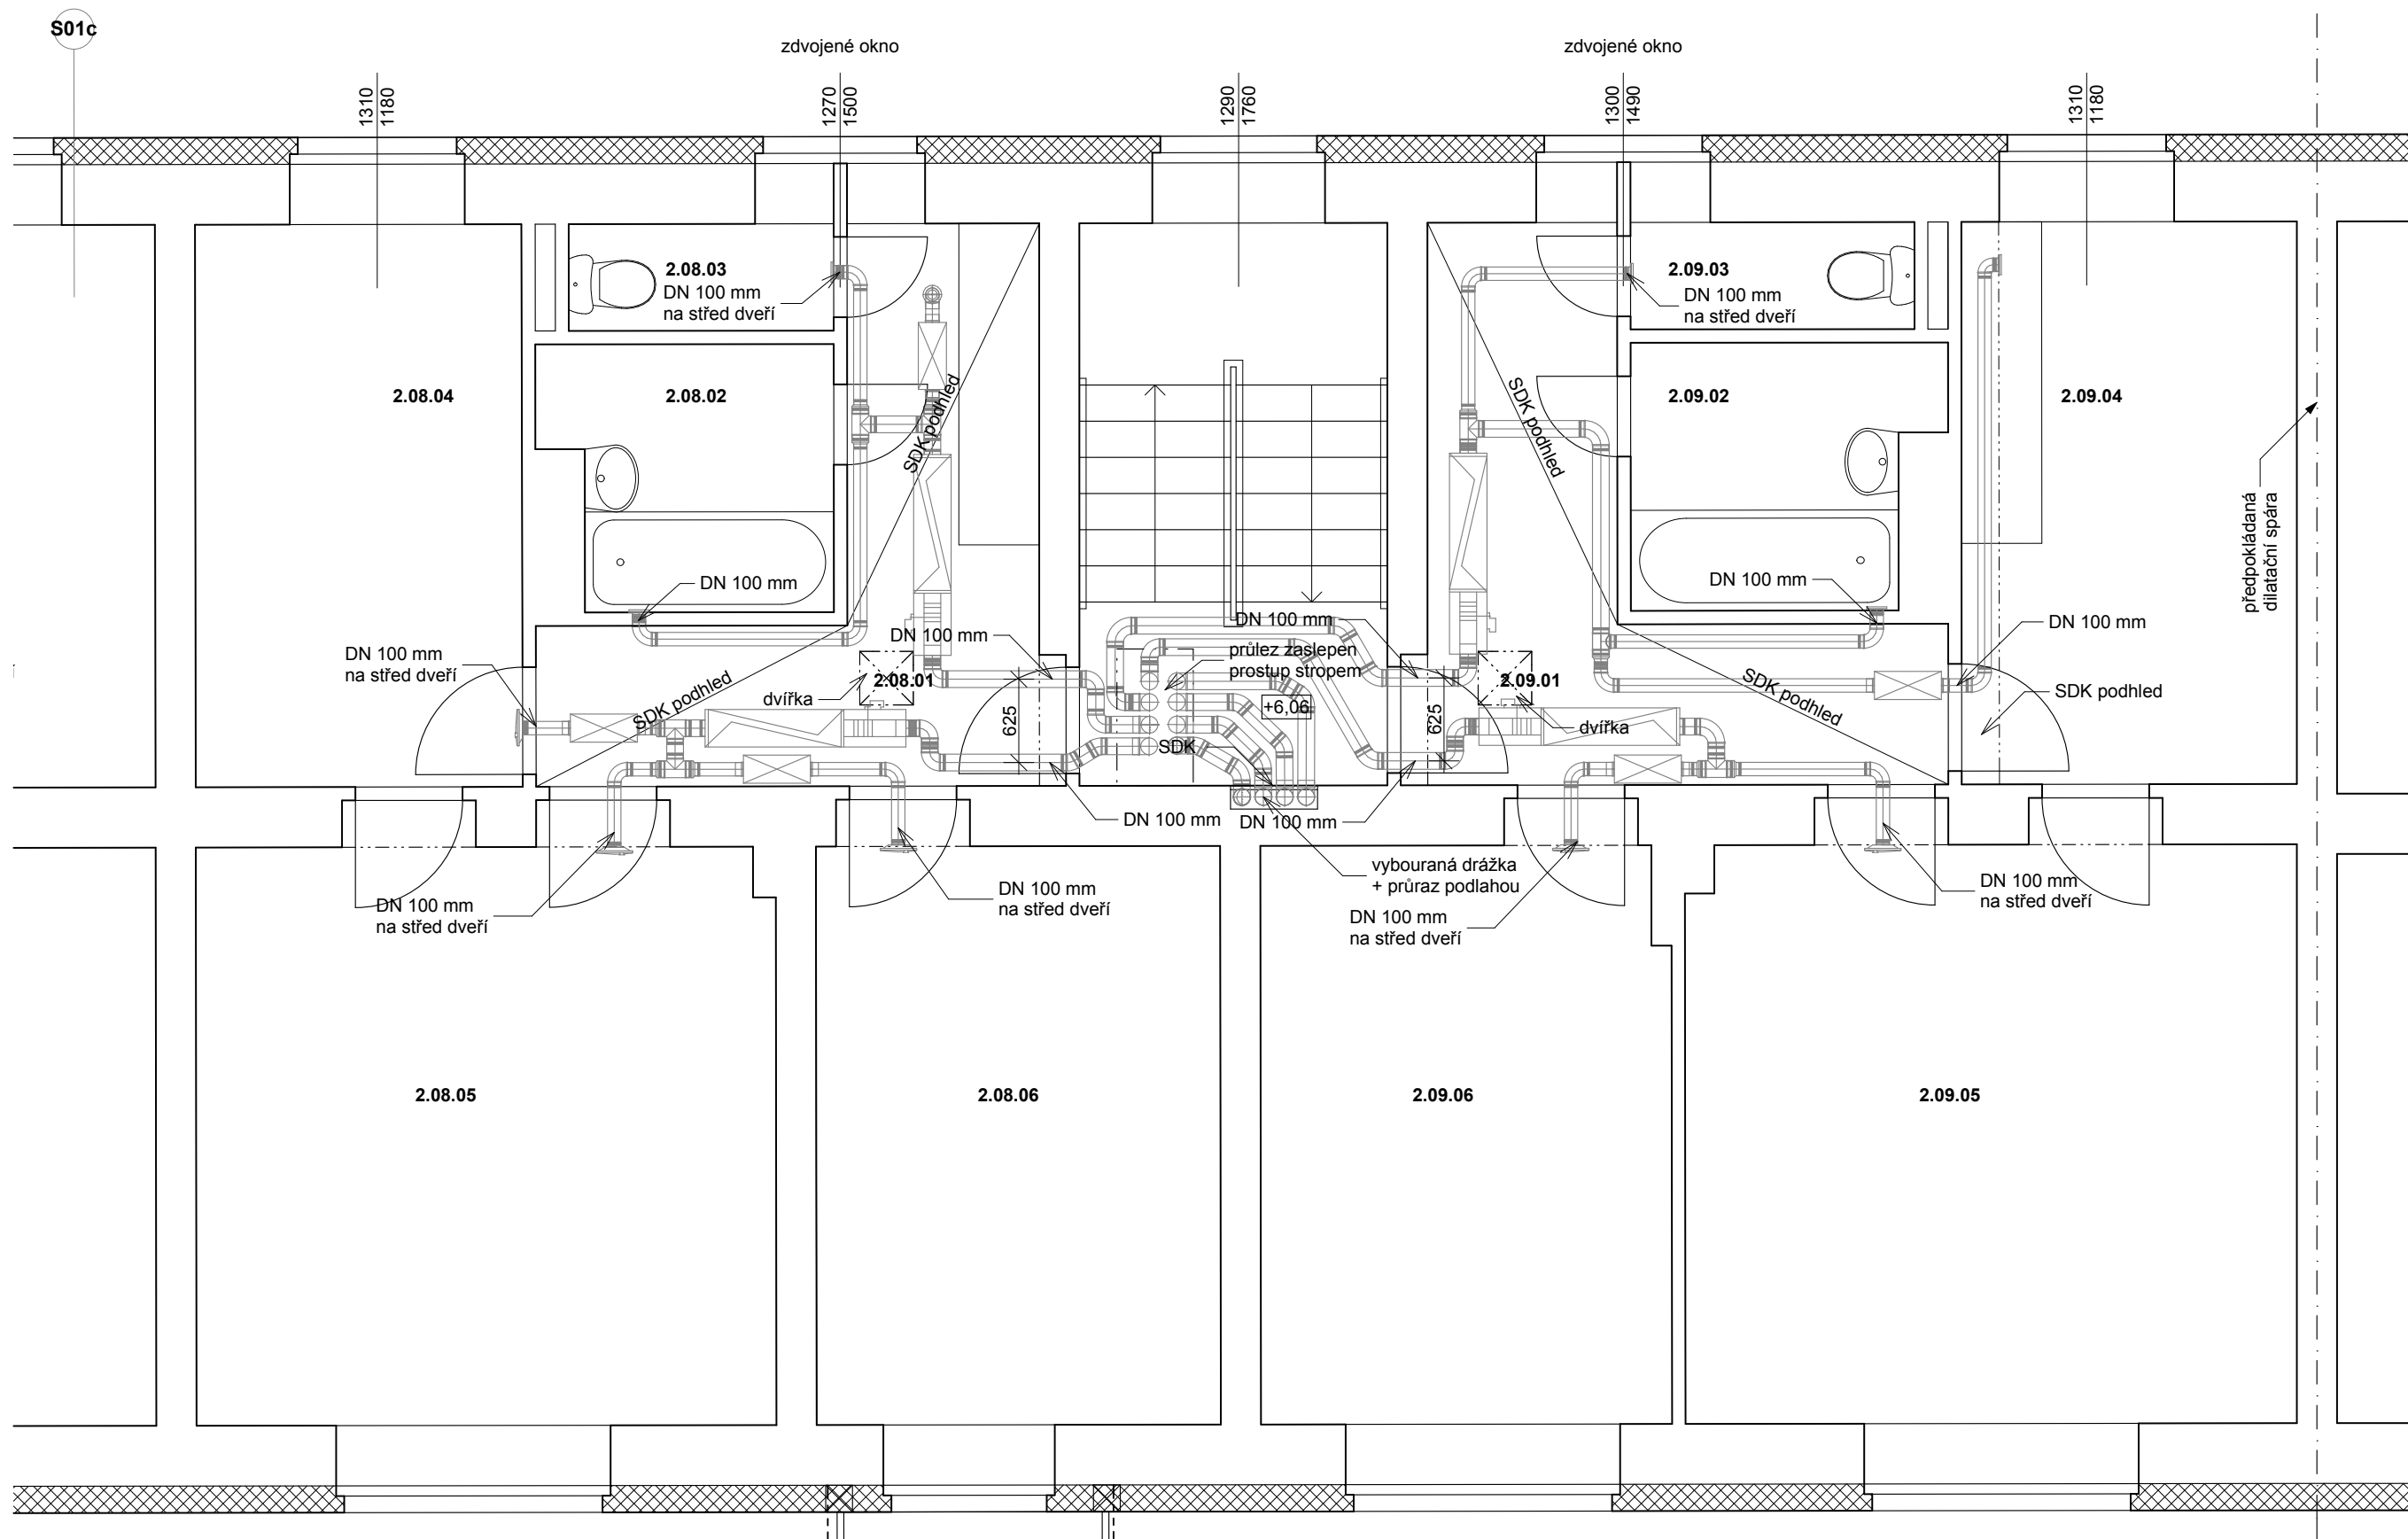 S01c
zdvojené okno
zdvojené okno
1310
1180
1270
1500
1290
1760
1300
1490
1310
1180
2.08.03
DN 100 mm
na střed dveří
2.09.03
DN 100 mm
na střed dveří
2.08.04
2.08.02
SDK podhled
SDK podhled
2.09.02
2.09.04
předpokládaná
dilatační spára
DN 100 mm
DN 100 mm
DN 100 mm
DN 100 mm
DN 100 mm
DN 100 mm
na střed dveří
průlez zaslepen
prostup stropem
2.08.01
2.09.01
SDK podhled
SDK podhled
SDK podhled
dvířka
dvířka
+6,06
625
625
SDK
DN 100 mm
DN 100 mm
vybouraná drážka
+ průraz podlahou
DN 100 mm
na střed dveří
DN 100 mm
na střed dveří
DN 100 mm
na střed dveří
DN 100 mm
na střed dveří
2.08.05
2.08.06
2.09.06
2.09.05